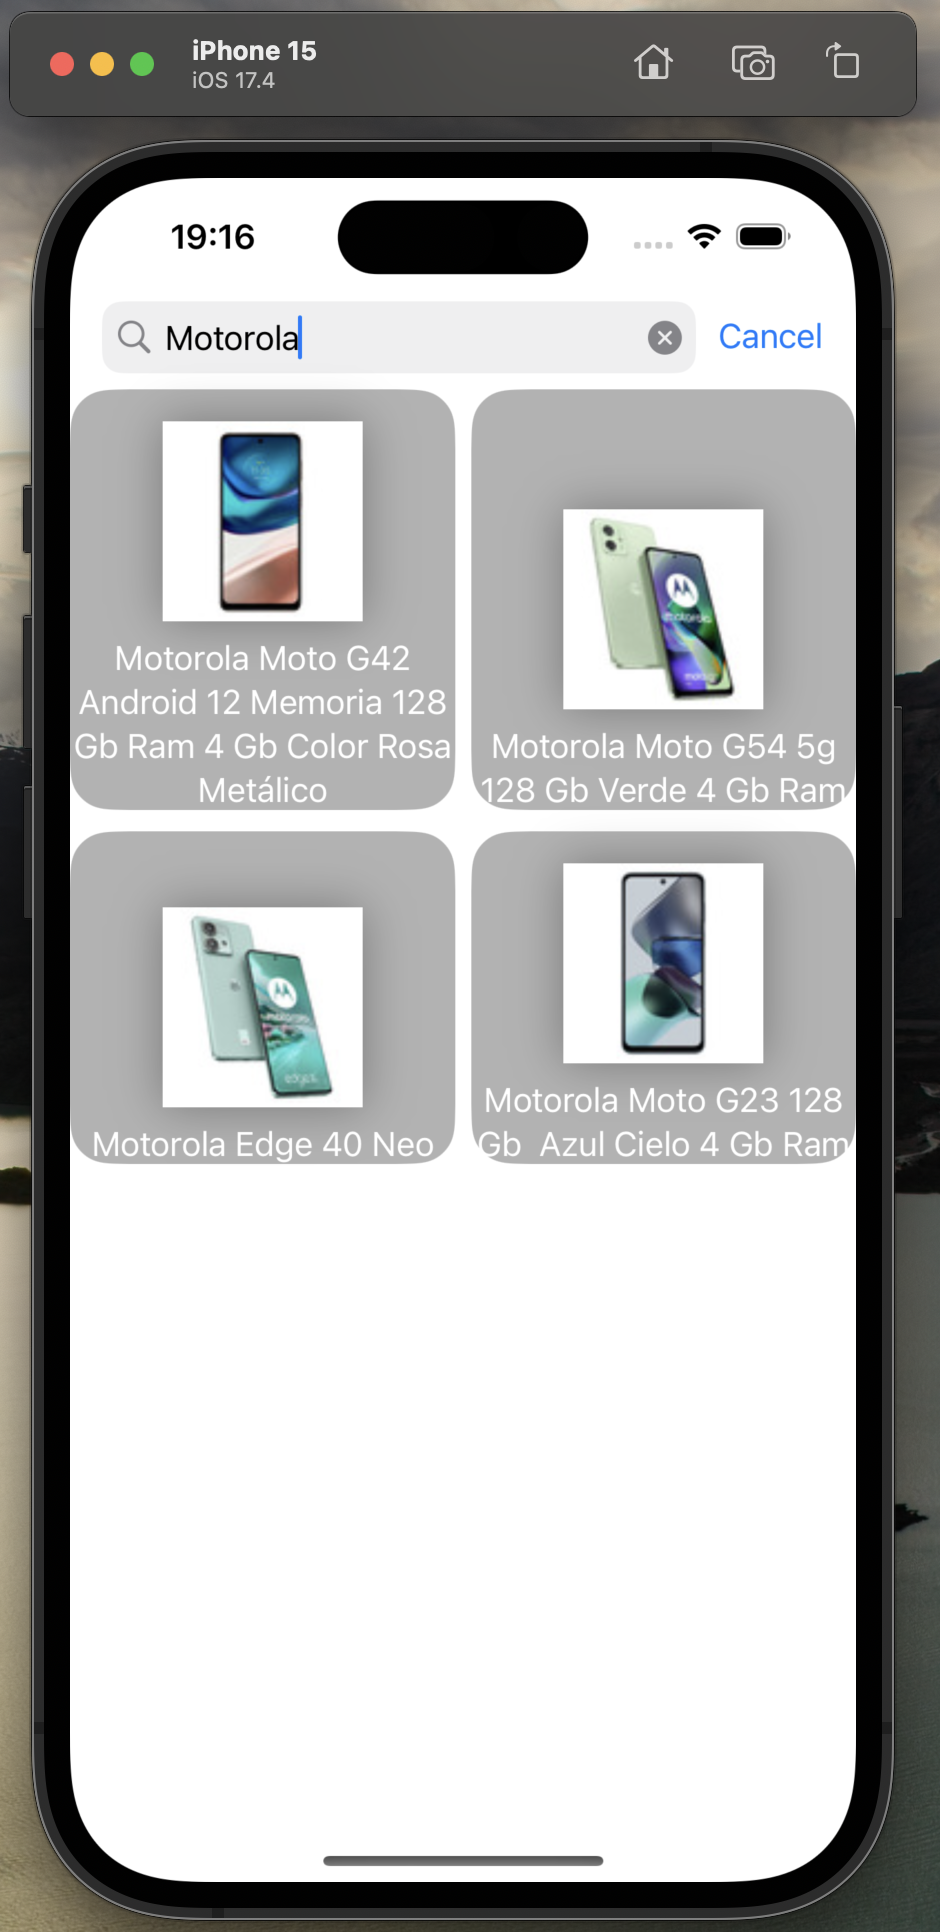 iPhone 15
iOS 17.4
19:16
Motorola
Cancel
Motorola Moto G42
Android 12 Memoria 128
Gb Ram 4 Gb Color Rosa
Metálico
Motorola Moto G54 5g
128 Gb Verde 4 Gb Ram
Motorola Edge 40 Neo
Motorola Moto G23 128
Gb  Azul Cielo 4 Gb Ram